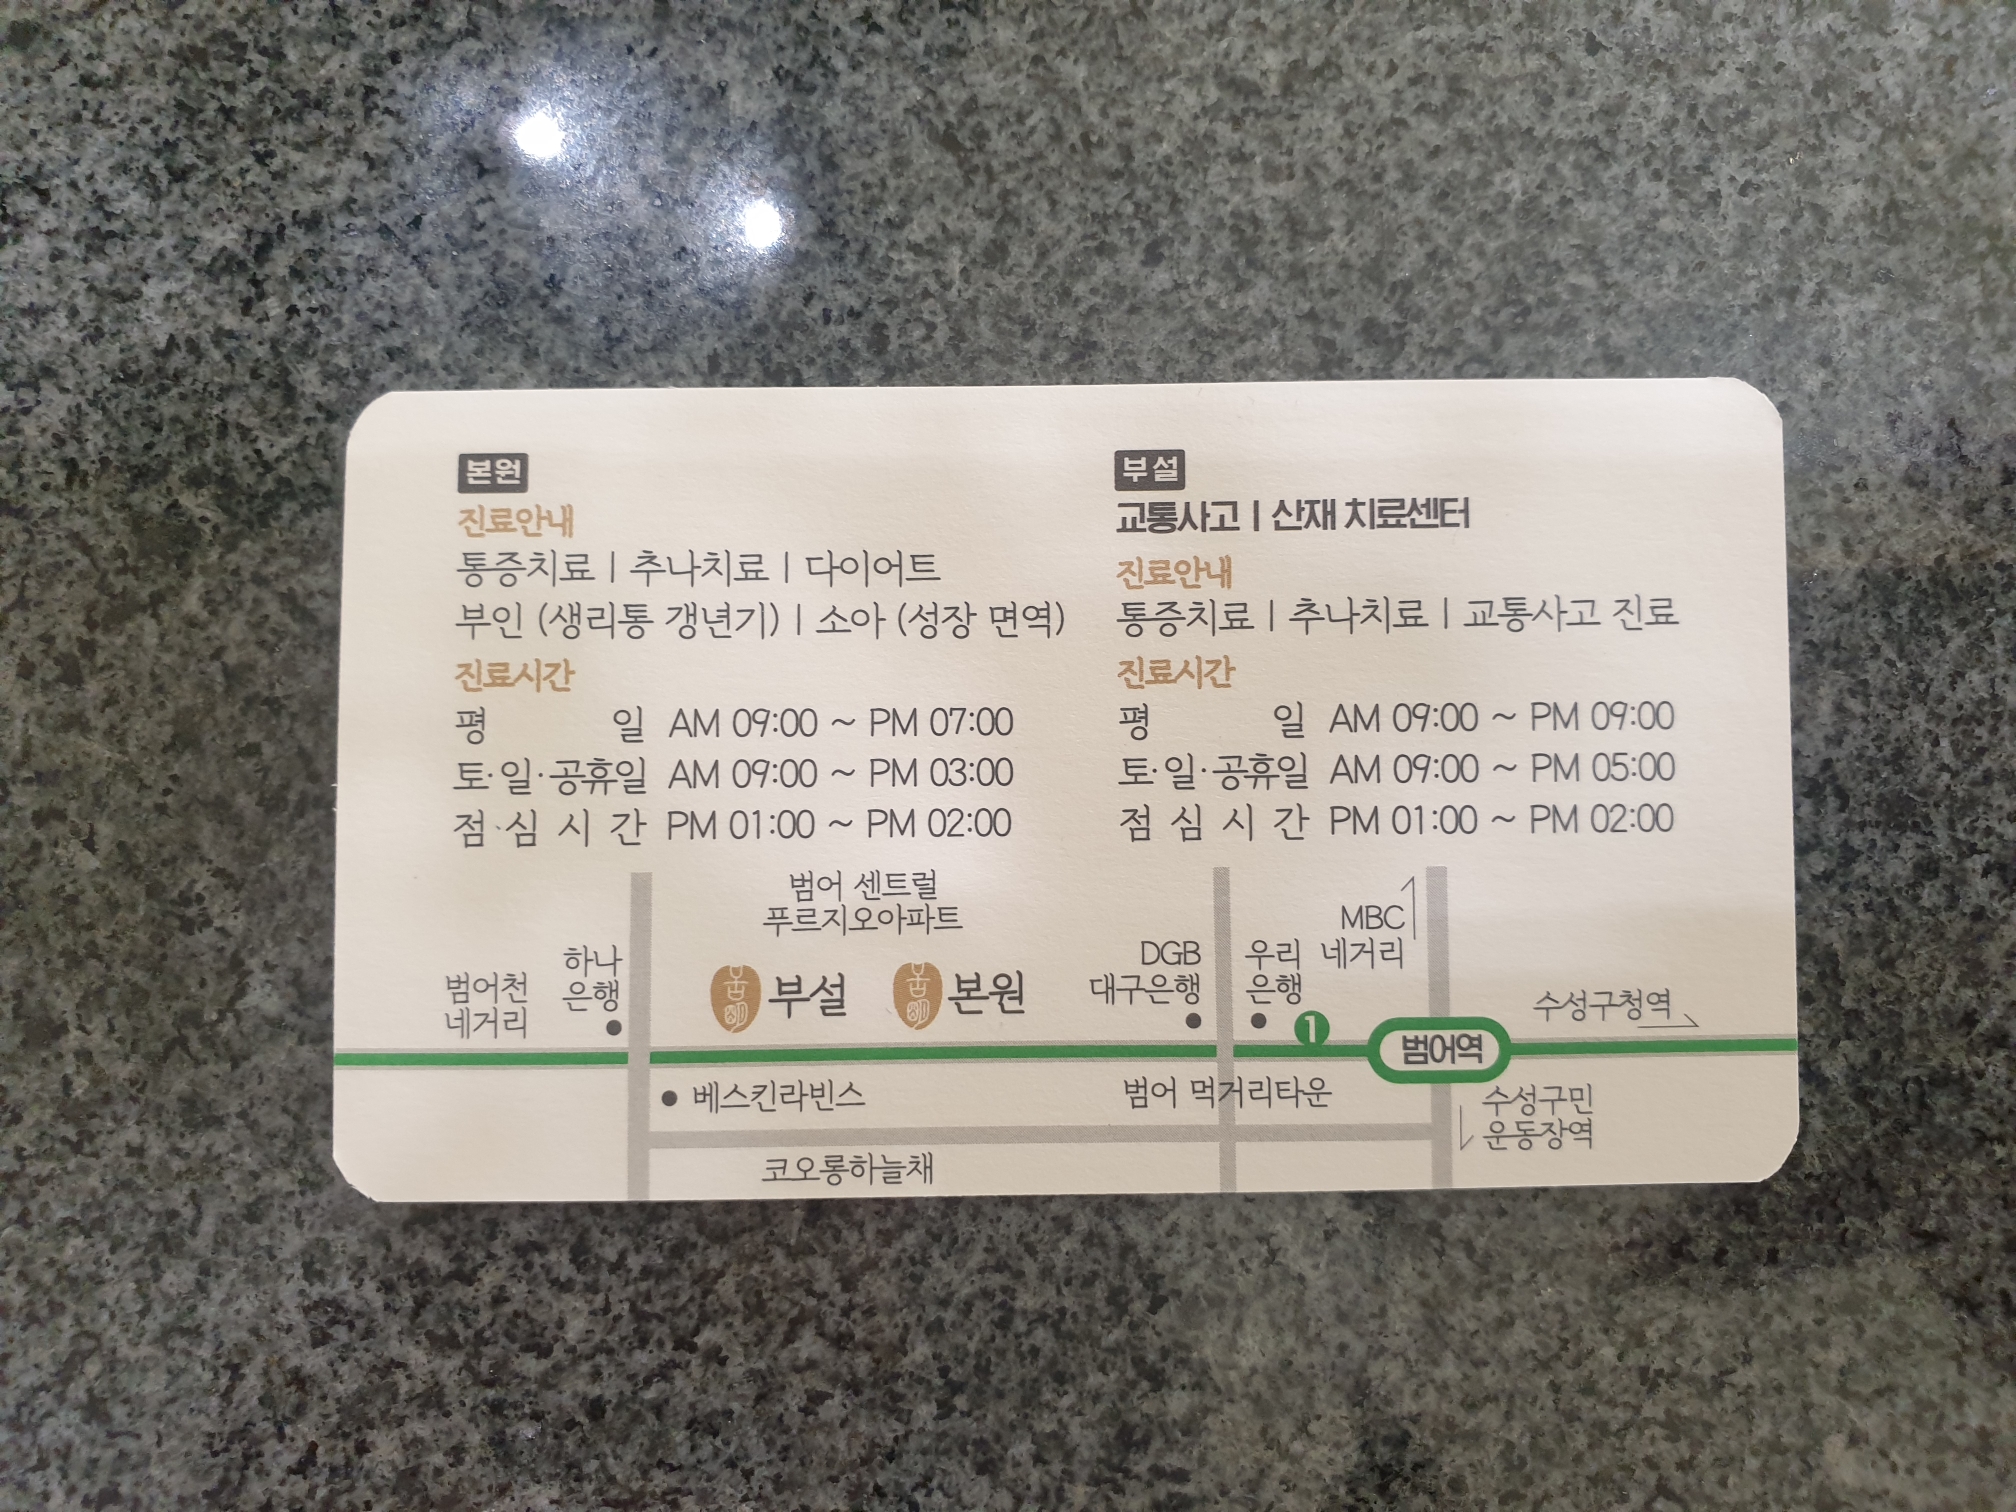 본원
진료안내
통증치료 | 추나치료 | 다이어트
부인 (생리통 갱년기) | 소아 (성장 면역)
진료시간
평 일 AM 09:00 ~ PM 07:00
토·일·공휴일 AM 09:00 ~ PM 03:00
점 심 시 간 PM 01:00 ~ PM 02:00
부설
교통사고 | 산재 치료센터
진료안내
통증치료 | 추나치료 | 교통사고 진료
진료시간
평 일 AM 09:00 ~ PM 09:00
토·일·공휴일 AM 09:00 ~ PM 05:00
점 심 시 간 PM 01:00 ~ PM 02:00
범어 센트럴
푸르지오아파트
범어천
네거리
하나
은행
부설
본원
DGB
대구은행
우리
은행
MBC
네거리
1
범어역
수성구청역
베스킨라빈스
범어 먹거리타운
수성구민
운동장역
코오롱하늘채